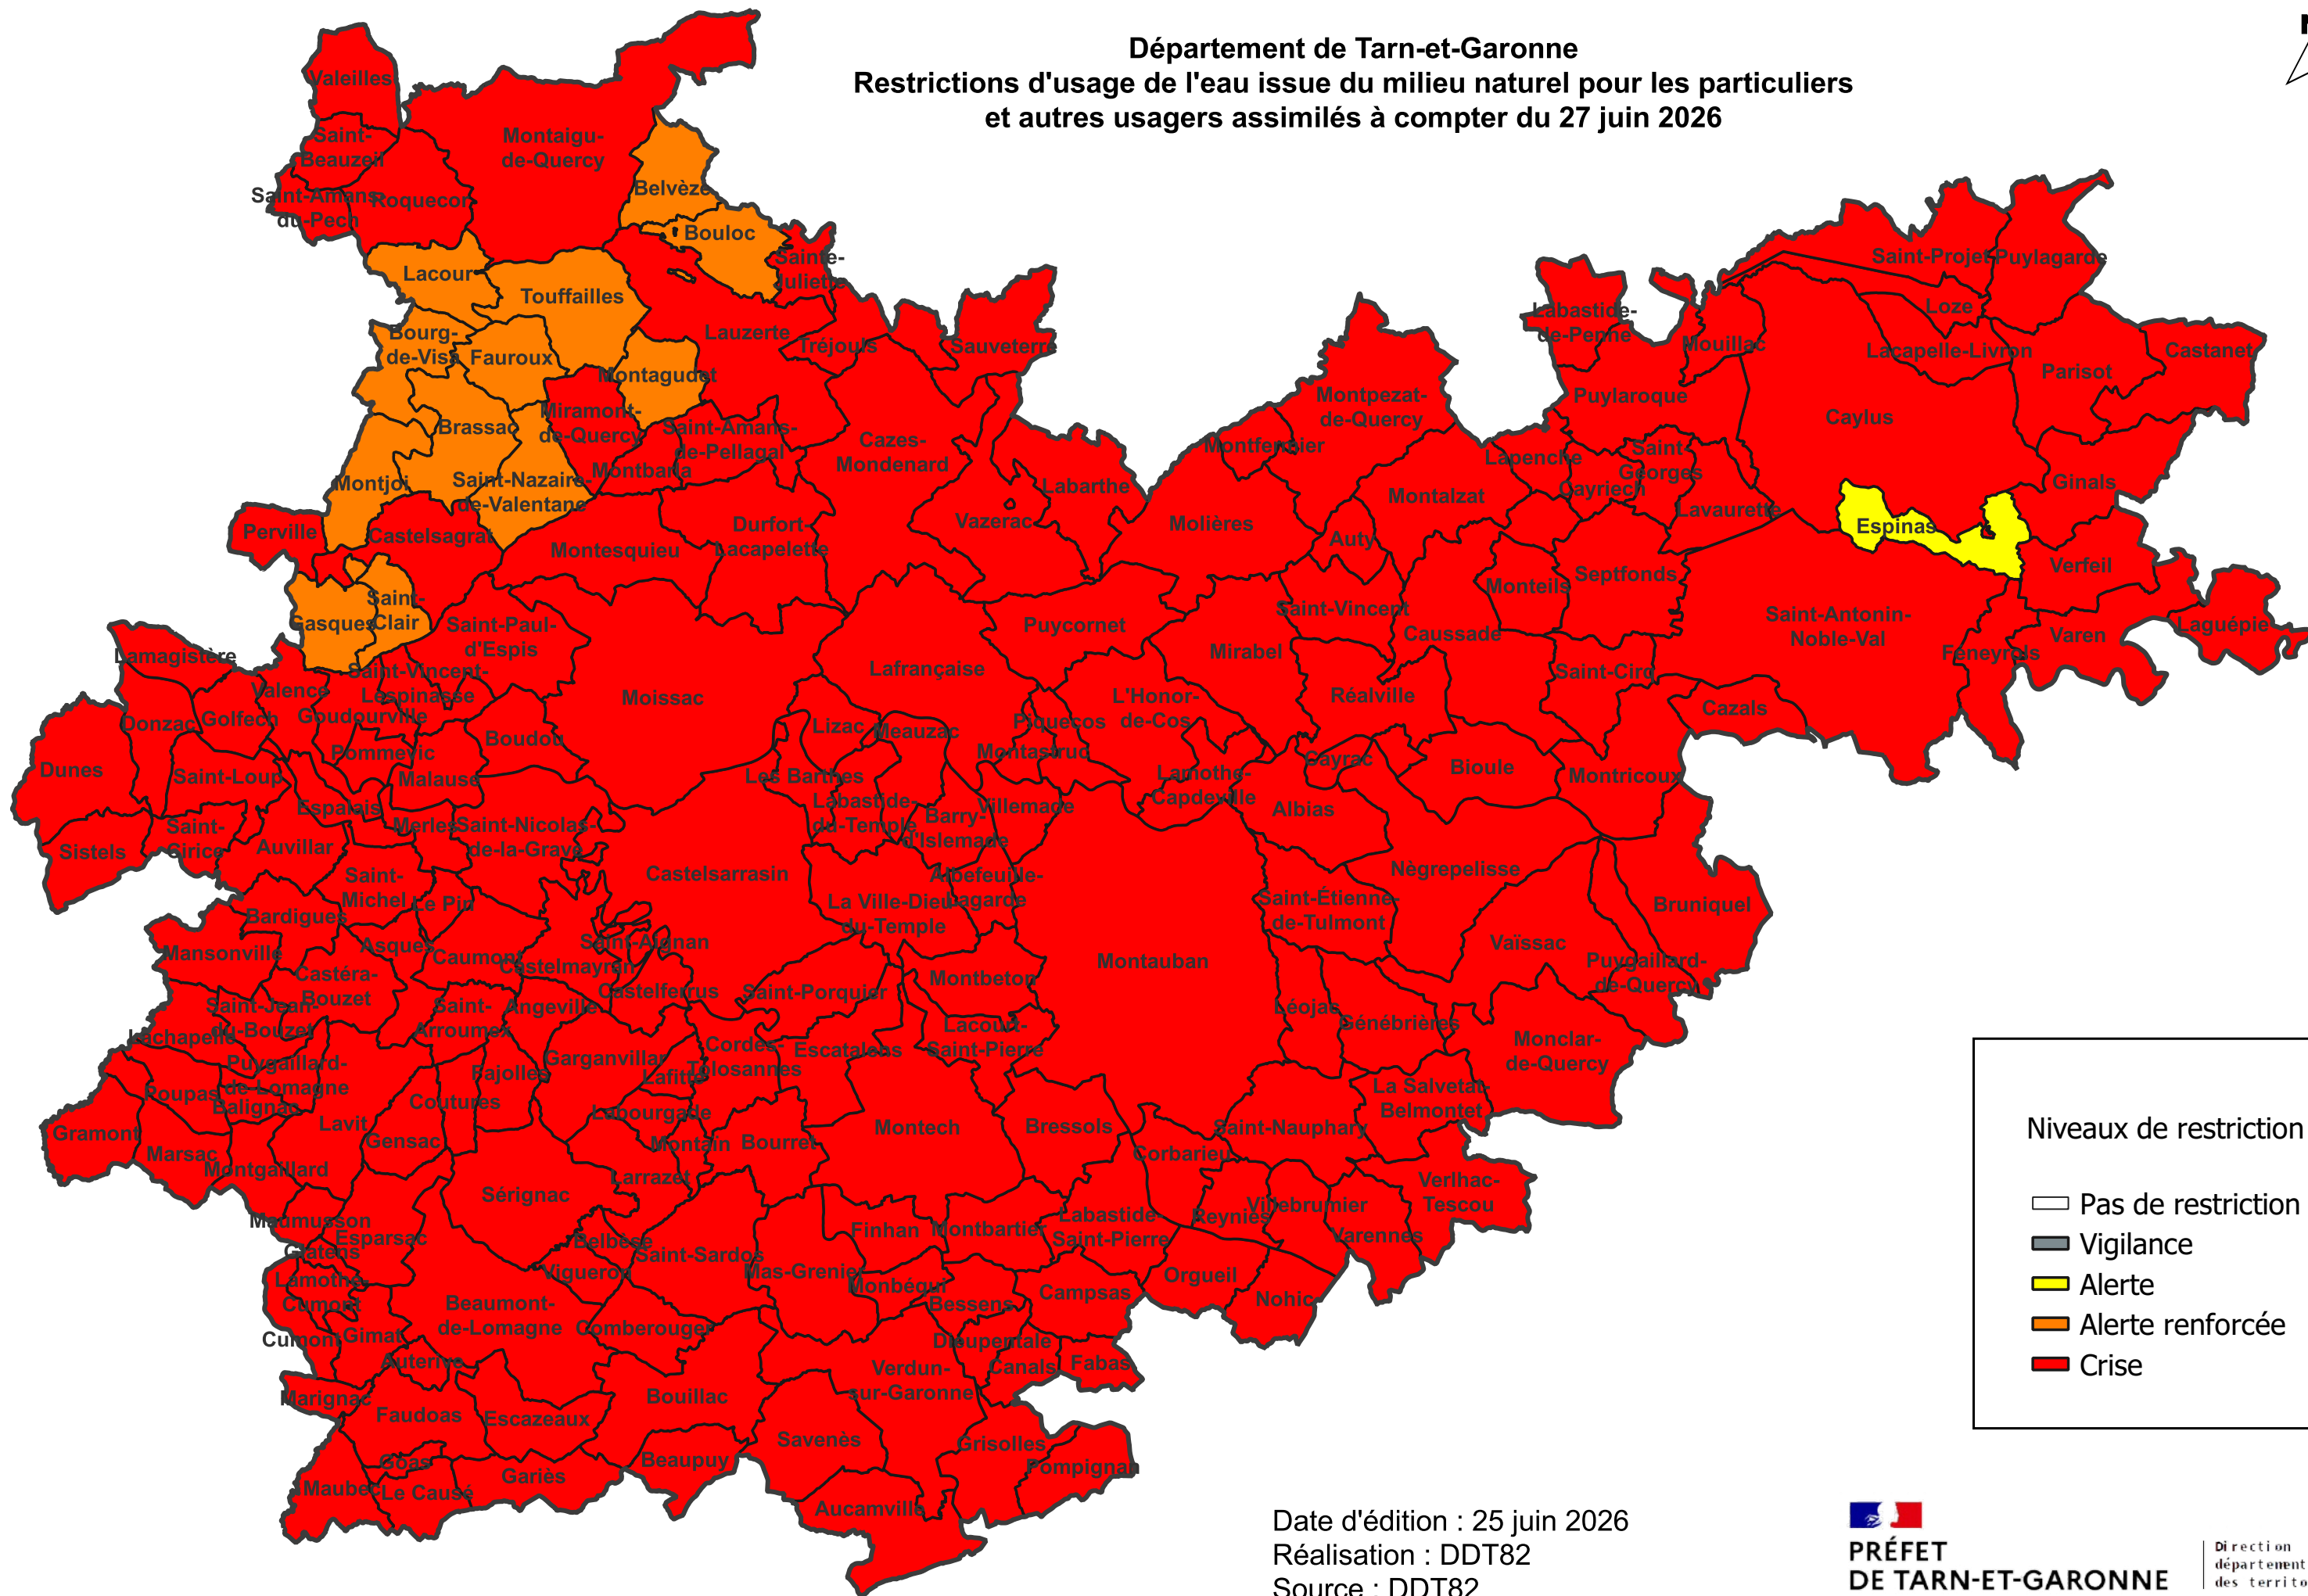 Département de Tarn-et-Garonne
Restrictions d'usage de l'eau issue du milieu naturel pour les particuliers
et autres usagers assimilés à compter du 27 juin 2026
Valeilles
Saint-
Beauzeil
Saint-Amans-
du-Pech
Roquecor
Montaigu-
de-Quercy
Belvèze
Bouloc
Sainte-
Juliette
Lacour
Touffailles
Bourg-
de-Visa
Fauroux
Lauzerte
Tréjouls
Sauveterre
Montagudet
Miramont-
de-Quercy
Brassac
Saint-Amans-
de-Pellagal
Cazes-
Mondenard
Montbarla
Montjoi
Saint-Nazaire-
de-Valentane
Labarthe
Vazerac
Perville
Castelsagrat
Montesquieu
Durfort-
Lacapelette
Saint-Projet
Puylagarde
Labastide-
de-Penne
Loze
Mouillac
Lacapelle-Livron
Castanet
Parisot
Puylaroque
Montpezat-
de-Quercy
Caylus
Montfermier
Lapenche
Saint-
Georges
Cayriech
Ginals
Montalzat
Lavaurette
Molières
Espinas
Auty
Verfeil
Septfonds
Monteils
Saint-
Clair
Gasques
Saint-Vincent
Saint-Antonin-
Noble-Val
Laguépie
Saint-Paul-
d'Espis
Puycornet
Caussade
Varen
Feneyrols
Lamagistère
Mirabel
Lafrançaise
Saint-Cirq
Saint-Vincent-
Lespinasse
Valence
Moissac
Réalville
L'Honor-
de-Cos
Cazals
Donzac
Golfech
Goudourville
Piquecos
Lizac
Meauzac
Boudou
Pommevic
Montastruc
Cayrac
Bioule
Dunes
Saint-Loup
Malause
Les Barthes
Lamothe-
Capdeville
Montricoux
Espalais
Labastide-
du-Temple
Villemade
Albias
Barry-
d'Islemade
Merles
Saint-Nicolas-
de-la-Grave
Saint-
Cirice
Auvillar
Sistels
Nègrepelisse
Castelsarrasin
Saint-
Michel
Albefeuille-
Lagarde
Le Pin
La Ville-Dieu-
du-Temple
Saint-Étienne-
de-Tulmont
Bruniquel
Bardigues
Asques
Saint-Aignan
Vaïssac
Mansonville
Caumont
Castelmayran
Montauban
Puygaillard-
de-Quercy
Castéra-
Bouzet
Montbeton
Castelferrus
Saint-Porquier
Saint-Jean-
du-Bouzet
Saint-
Arroumex
Angeville
Léojac
Génébrières
Lachapelle
Lacourt-
Saint-Pierre
Cordes-
Tolosannes
Escatalens
Monclar-
de-Quercy
Garganvillar
Puygaillard-
de-Lomagne
Fajolles
Lafitte
Poupas
Balignac
Coutures
Labourgade
La Salvetat-
Belmontet
Lavit
Gramont
Gensac
Montaïn
Bourret
Montech
Bressols
Saint-Nauphary
Marsac
Montgaillard
Corbarieu
Larrazet
Sérignac
Verlhac-
Tescou
Maumusson
Villebrumier
Reyniès
Esparsac
Finhan
Montbartier
Labastide-
Saint-Pierre
Varennes
Glatens
Belbèse
Saint-Sardos
Vigueron
Mas-Grenier
Monbéqui
Orgueil
Lamothe-
Cumont
Campsas
Nohic
Bessens
Beaumont-
de-Lomagne
Comberouger
Cumont
Gimat
Dieupentale
Auterive
Canals
Fabas
Verdun-
sur-Garonne
Marignac
Bouillac
Faudoas
Escazeaux
Savenès
Grisolles
Goas
Beaupuy
Pompignan
Gariès
Maubec
Le Causé
Aucamville
Niveaux de restriction
Pas de restriction
Vigilance
Alerte
Alerte renforcée
Crise
Date d'édition : 25 juin 2026
Réalisation : DDT82
Source : DDT82
PRÉFET
DE TARN-ET-GARONNE
Direction